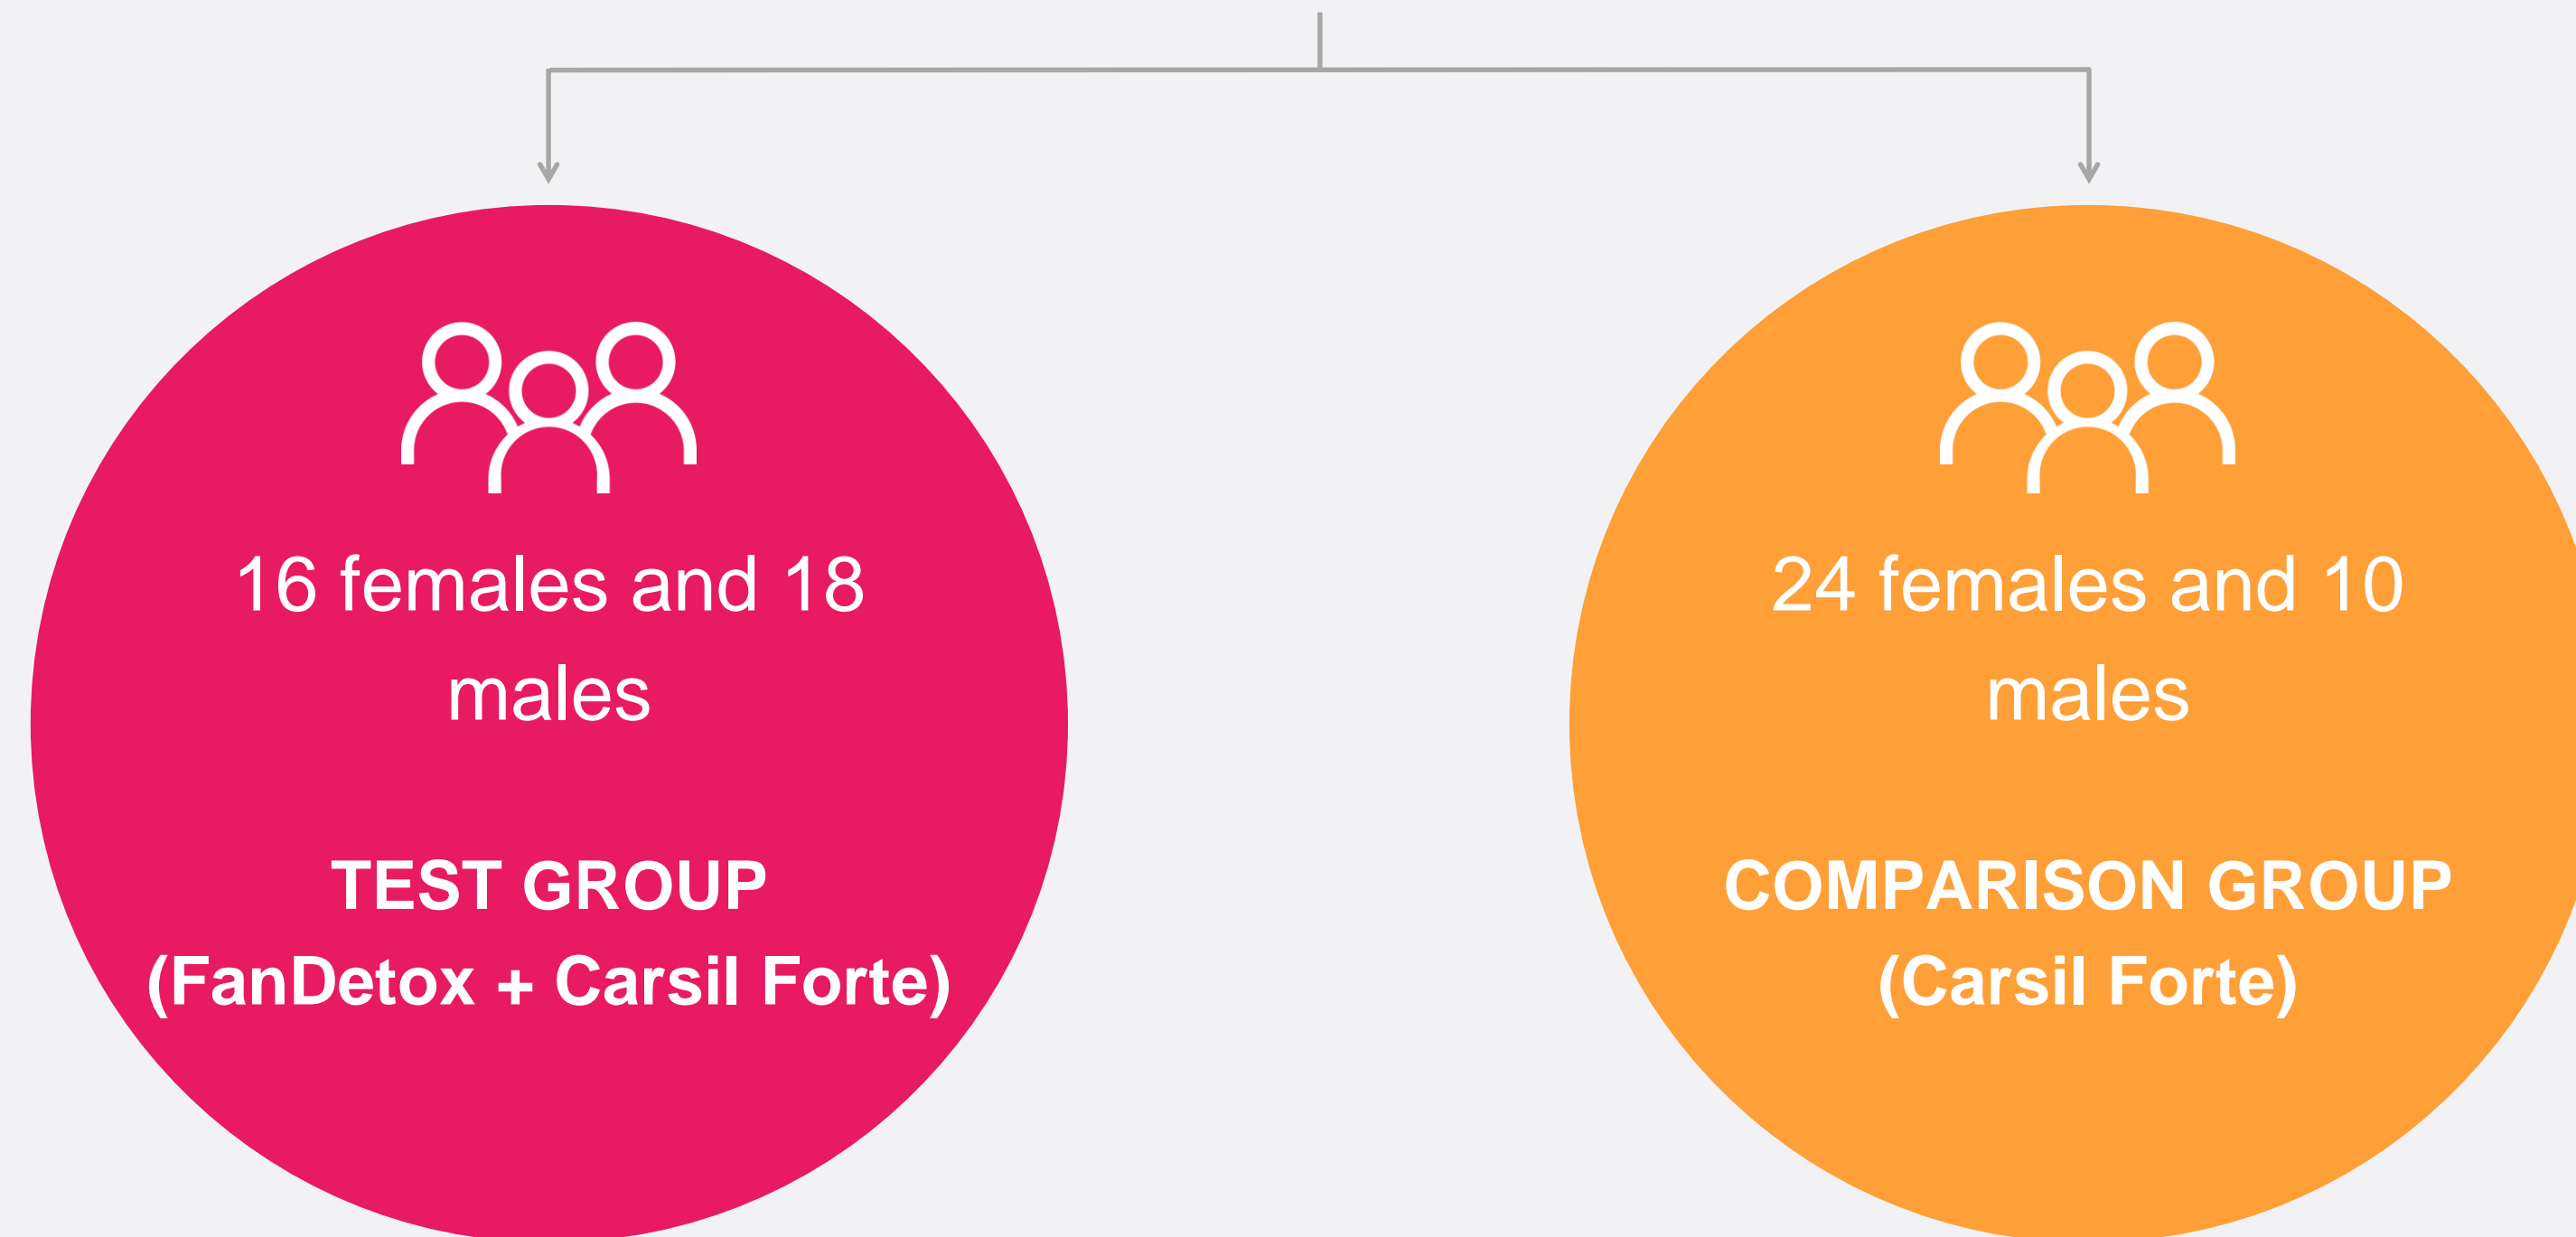 16 females and 18
males
TEST GROUP
(FanDetox + Carsil Forte)
24 females and 10
males
COMPARISON GROUP
(Carsil Forte)